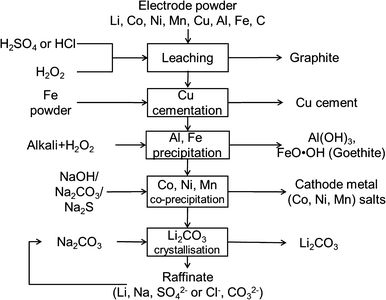 Electrode powder
Li, Co, Ni, Mn, Cu, Al, Fe, C
H₂SO₄ or HCl
H₂O₂
Leaching
Graphite
Fe
powder
Cu
cementation
Cu cement
Alkali+H₂O₂
Al, Fe
precipitation
Al(OH)₃,
FeO•OH (Goethite)
NaOH/
Na₂CO₃/
Na₂S
Co, Ni, Mn
co-precipitation
Cathode metal
(Co, Ni, Mn) salts
Na₂CO₃
Li₂CO₃
crystallisation
Li₂CO₃
Raffinate
(Li, Na, SO₄²⁻ or Cl⁻, CO₃²⁻)